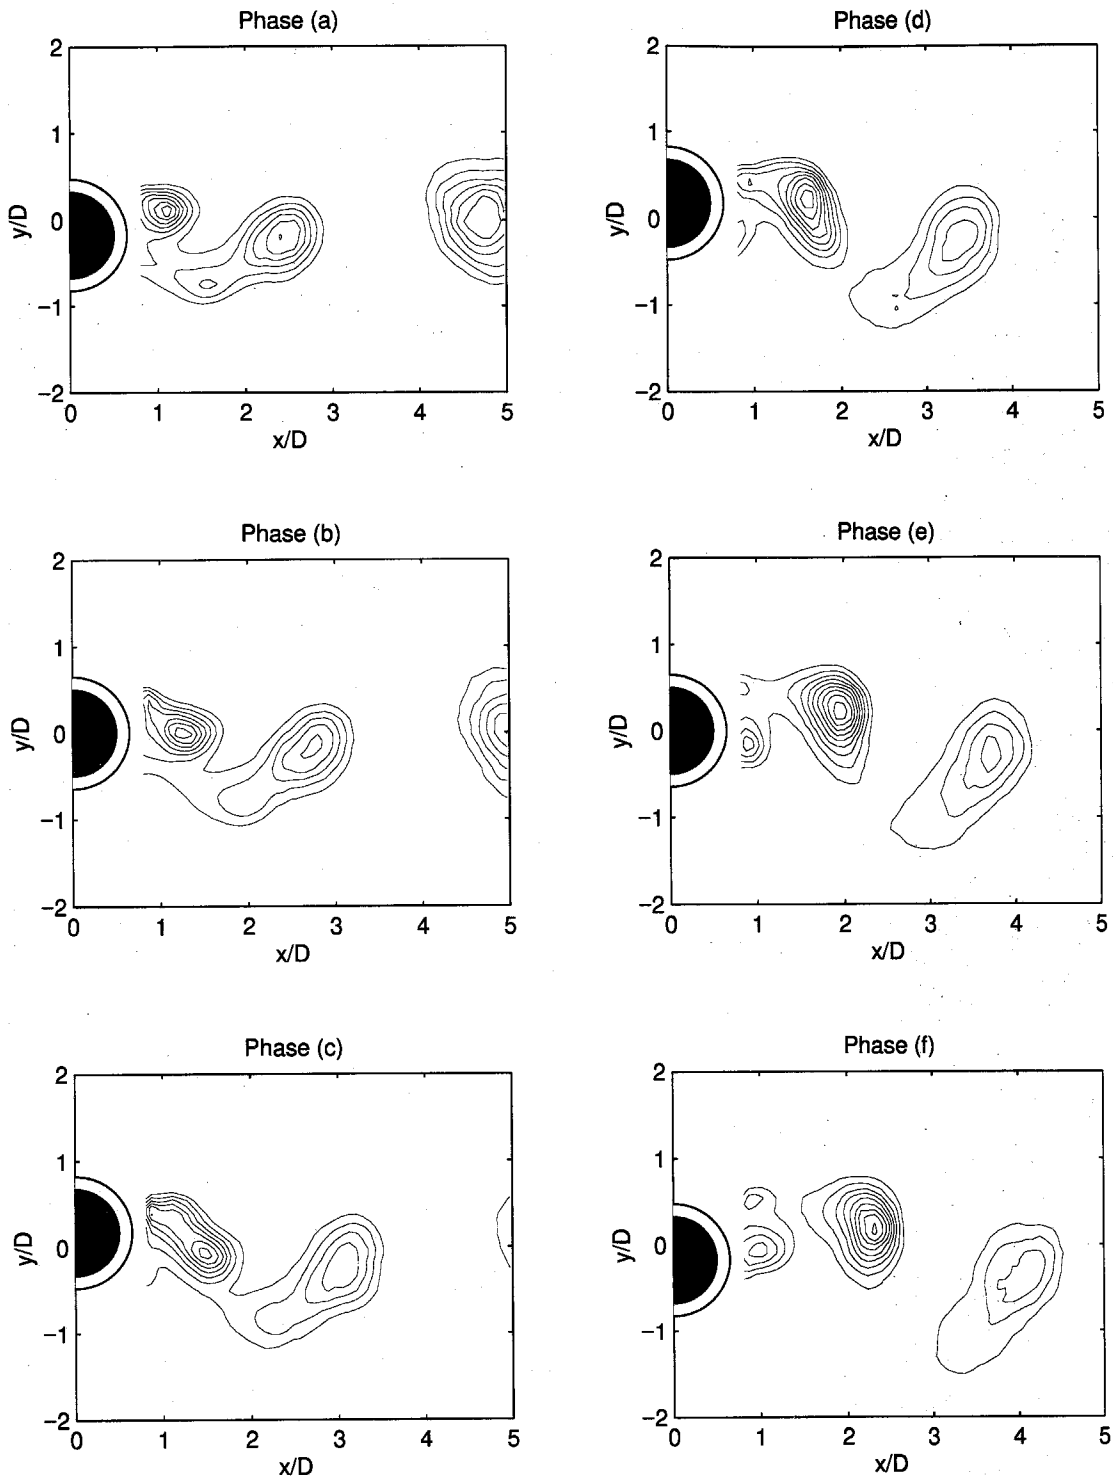 Phase (a)
2
1
0
−1
−2
y/D
0 1 2 3 4 5
x/D
Phase (d)
2
1
0
−1
−2
y/D
0 1 2 3 4 5
x/D
Phase (b)
2
1
0
−1
−2
y/D
0 1 2 3 4 5
x/D
Phase (e)
2
1
0
−1
−2
y/D
0 1 2 3 4 5
x/D
Phase (c)
2
1
0
−1
−2
y/D
0 1 2 3 4 5
x/D
Phase (f)
2
1
0
−1
−2
y/D
0 1 2 3 4 5
x/D